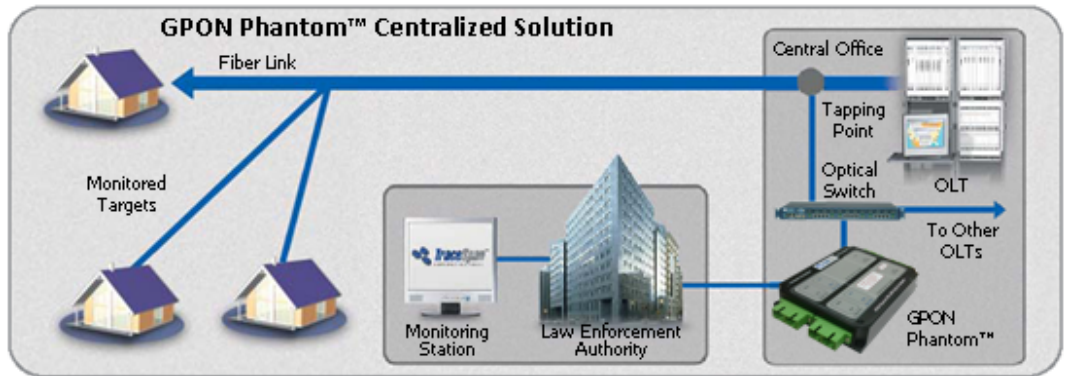 GPON Phantom™ Centralized Solution
Fiber Link
Central Office
Tapping
Point
Optical
Switch
OLT
To Other
OLTs
Monitored
Targets
TraceSpan
Monitoring
Station
Law Enforcement
Authority
GPON
Phantom™